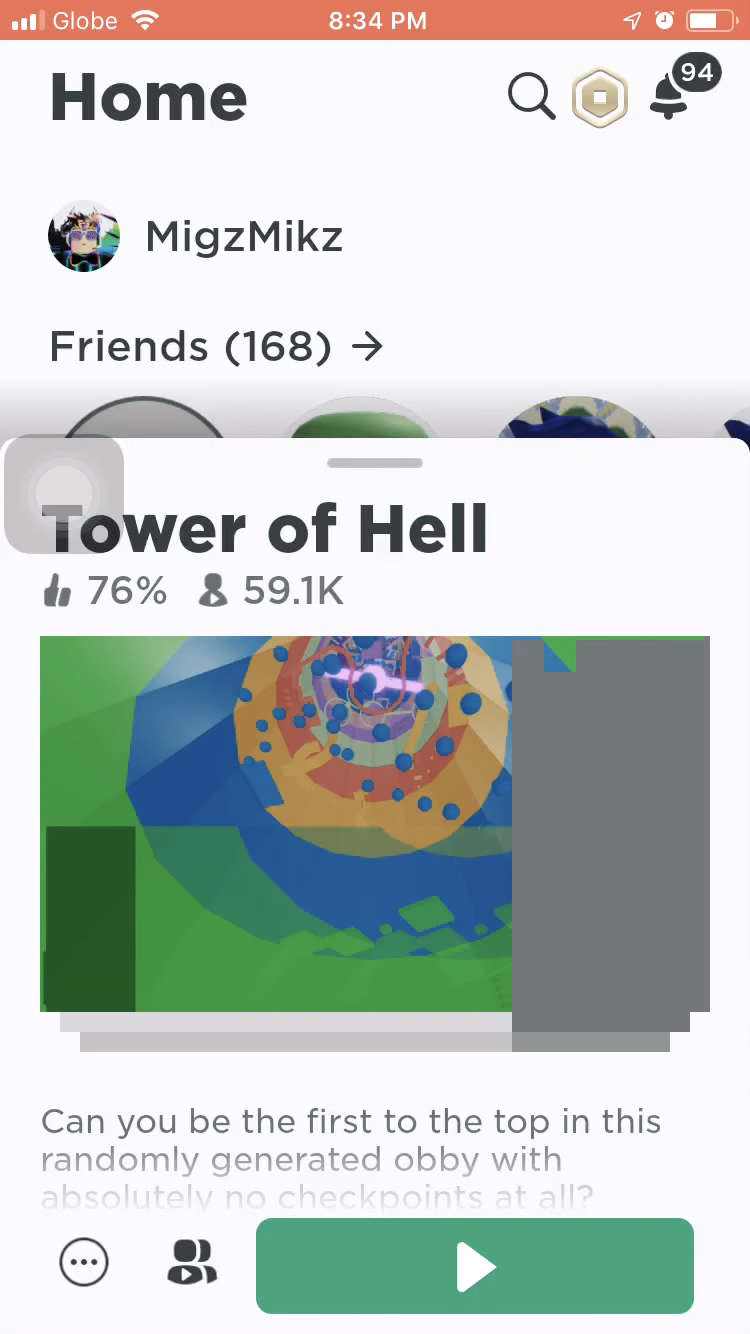 Globe
8:34 PM
Home
94
MigzMikz
Friends (168) →
Tower of Hell
76% 59.1K
Can you be the first to the top in this
randomly generated obby with
absolutely no checkpoints at all?